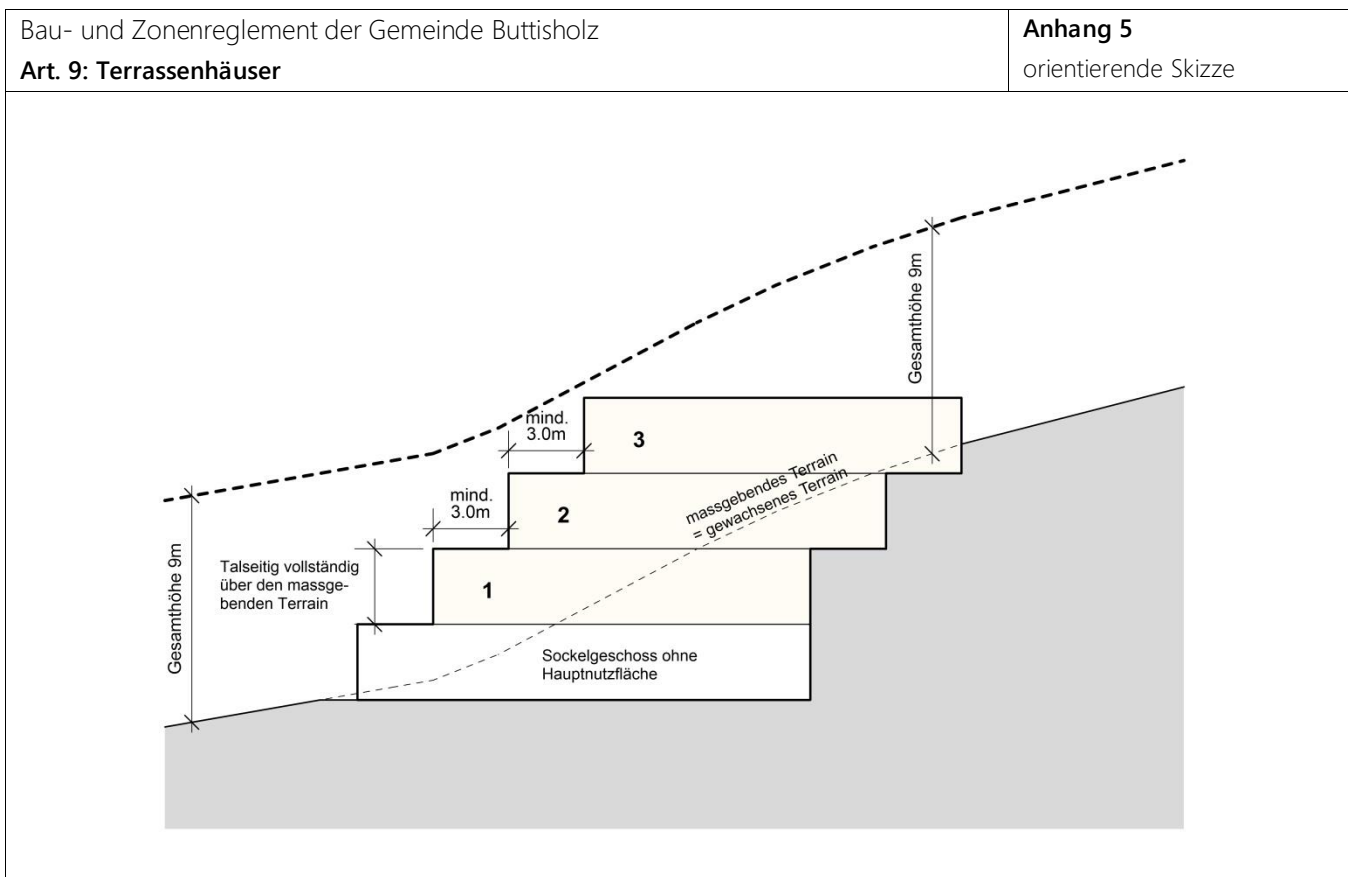 Bau- und Zonenreglement der Gemeinde Buttisholz
Art. 9: Terrassenhäuser
Anhang 5
orientierende Skizze
Gesamthöhe 9m
mind.
3.0m
3
massgebendes Terrain
= gewachsenes Terrain
mind.
3.0m
2
Gesamthöhe 9m
Talseitig vollständig
über den massge-
benden Terrain
1
Sockelgeschoss ohne
Hauptnutzfläche